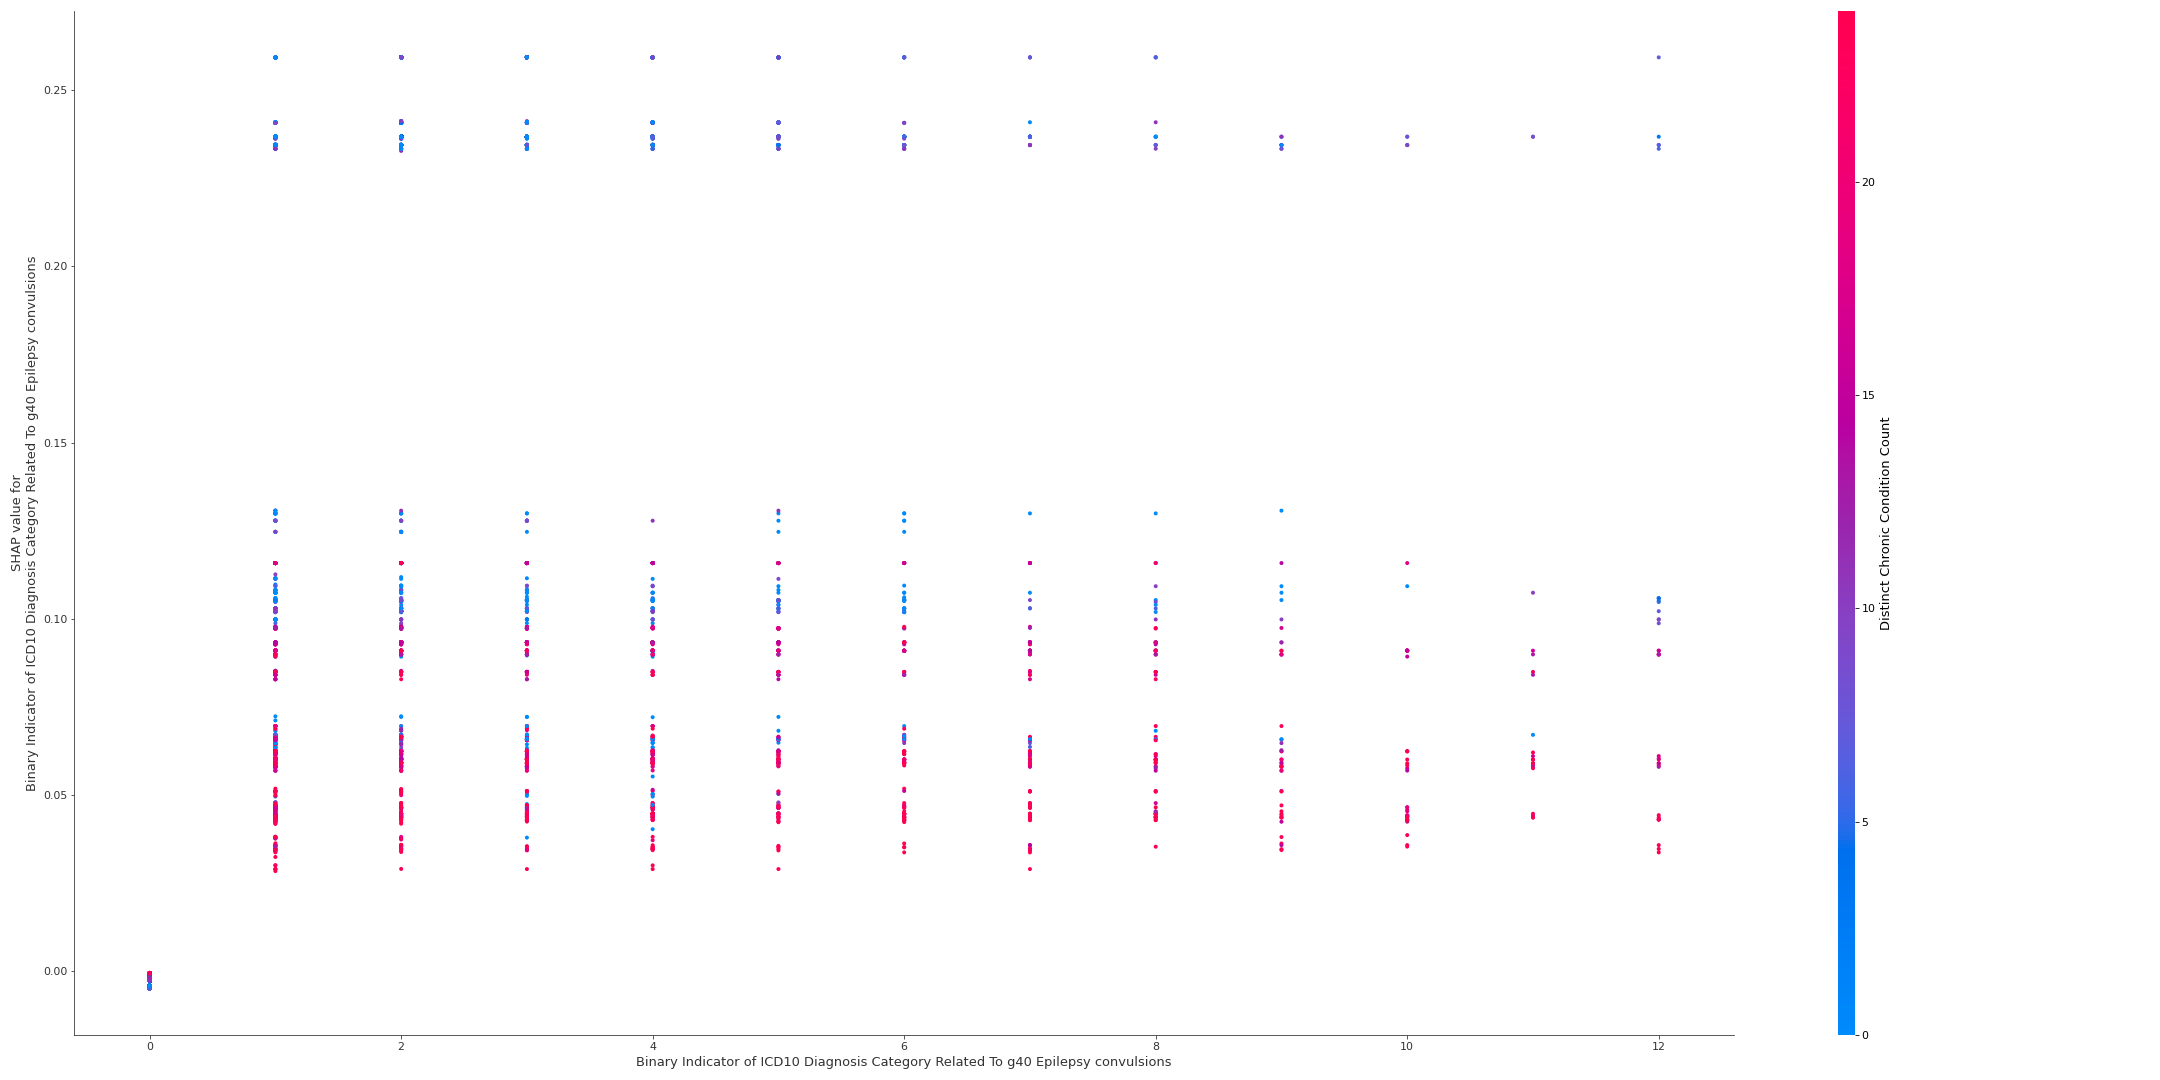 SHAP value for
Binary Indicator of ICD10 Diagnosis Category Related To g40 Epilepsy convulsions
0.25
0.20
0.15
0.10
0.05
0.00
0 2 4 6 8 10 12
Binary Indicator of ICD10 Diagnosis Category Related To g40 Epilepsy convulsions
20
15
10
5
0
Distinct Chronic Condition Count